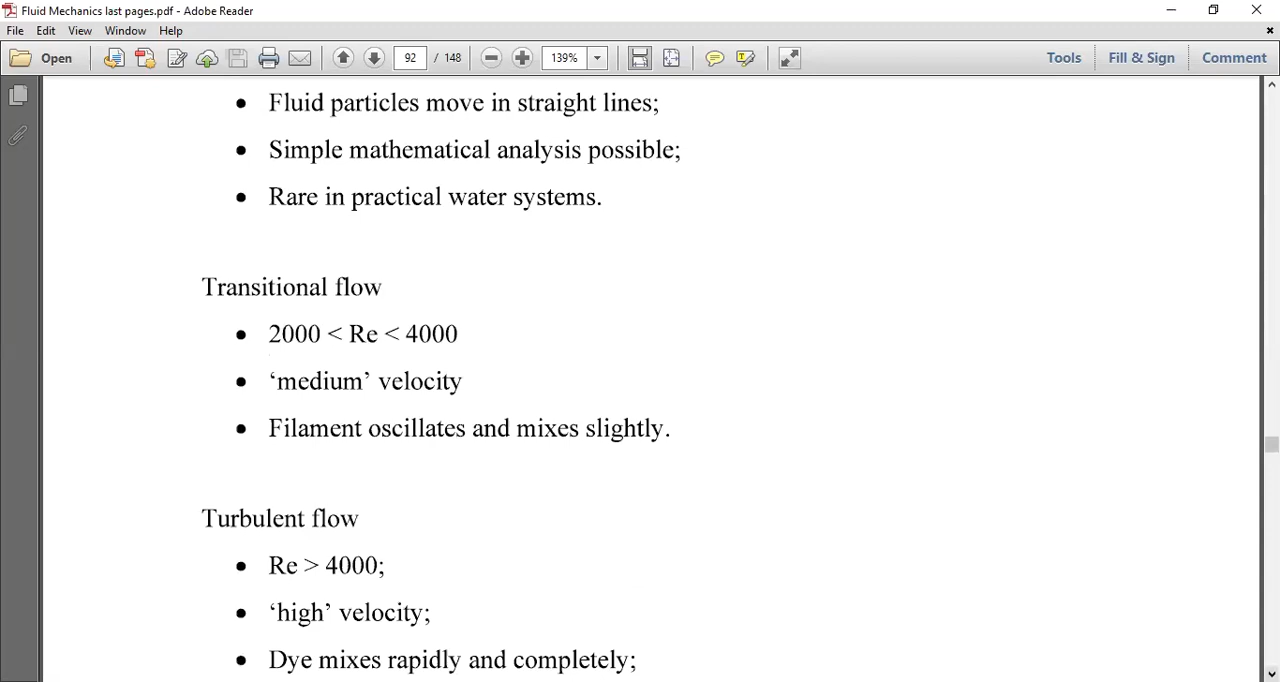 Fluid Mechanics last pages.pdf - Adobe Reader
File Edit View Window Help
Open 92 / 148 139% Tools Fill & Sign Comment
• Fluid particles move in straight lines;
• Simple mathematical analysis possible;
• Rare in practical water systems.
Transitional flow
• 2000 < Re < 4000
• ‘medium’ velocity
• Filament oscillates and mixes slightly.
Turbulent flow
• Re > 4000;
• ‘high’ velocity;
• Dye mixes rapidly and completely;